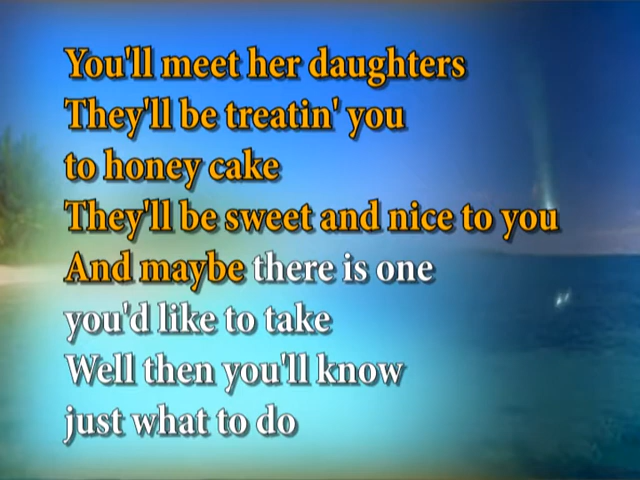 You'll meet her daughters
They'll be treatin' you
to honey cake
They'll be sweet and nice to you
And maybe there is one
you'd like to take
Well then you'll know
just what to do